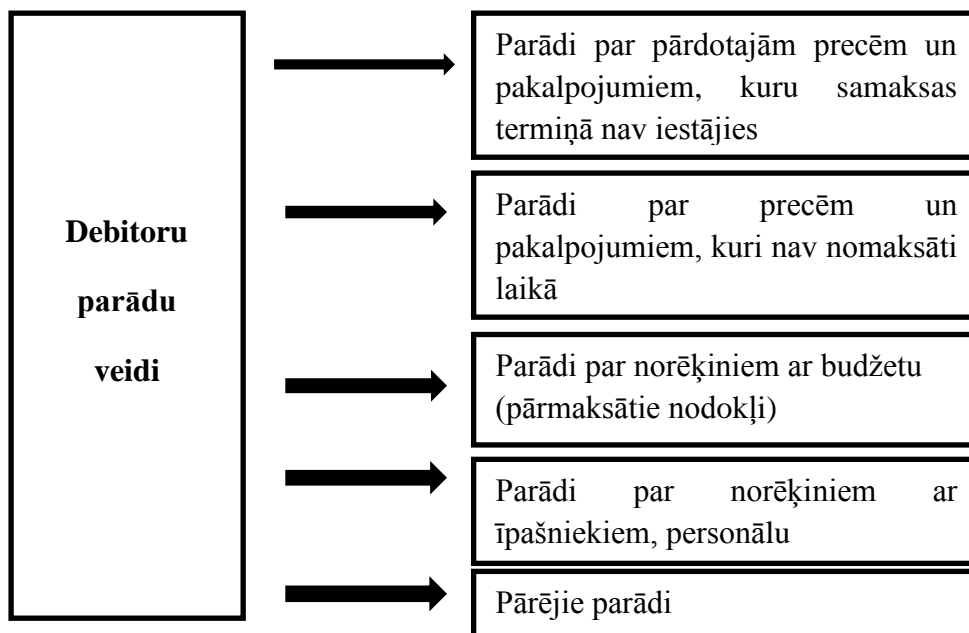 Debitoru
parādu
veidi
Parādi par pārdotajām precēm un
pakalpojumiem, kuru samaksas
termiņā nav iestājies
Parādi par precēm un
pakalpojumiem, kuri nav nomaksāti
laikā
Parādi par norēķiniem ar budžetu
(pārmaksātie nodokļi)
Parādi par norēķiniem ar
īpašniekiem, personālu
Pārējie parādi